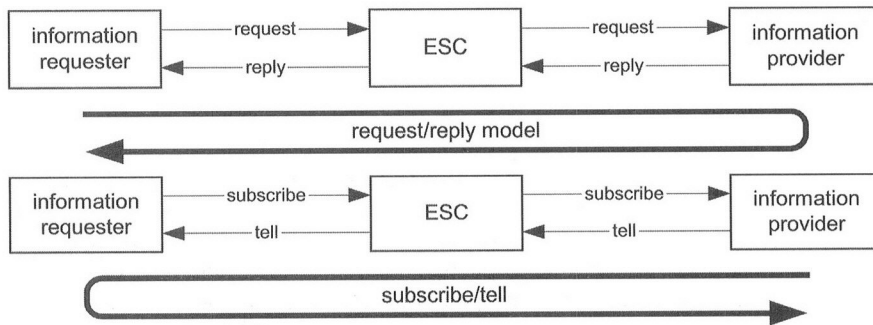 information
requester
request
reply
ESC
request
reply
information
provider
request/reply model
information
requester
subscribe
tell
ESC
subscribe
tell
information
provider
subscribe/tell